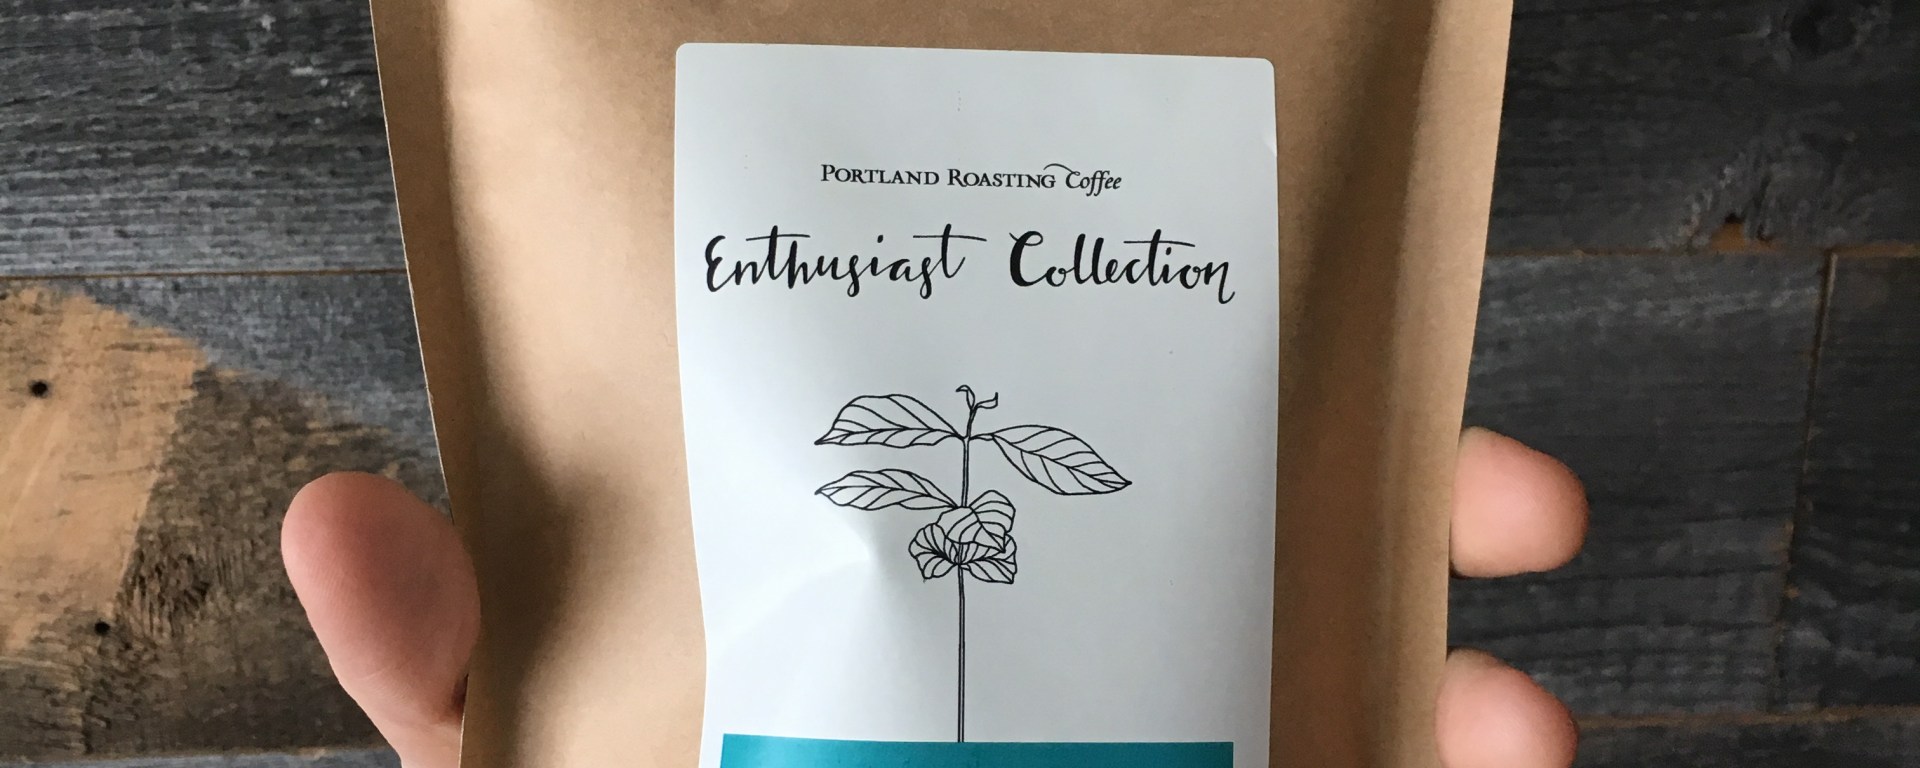 PORTLAND ROASTING Coffee
Enthusiast Collection